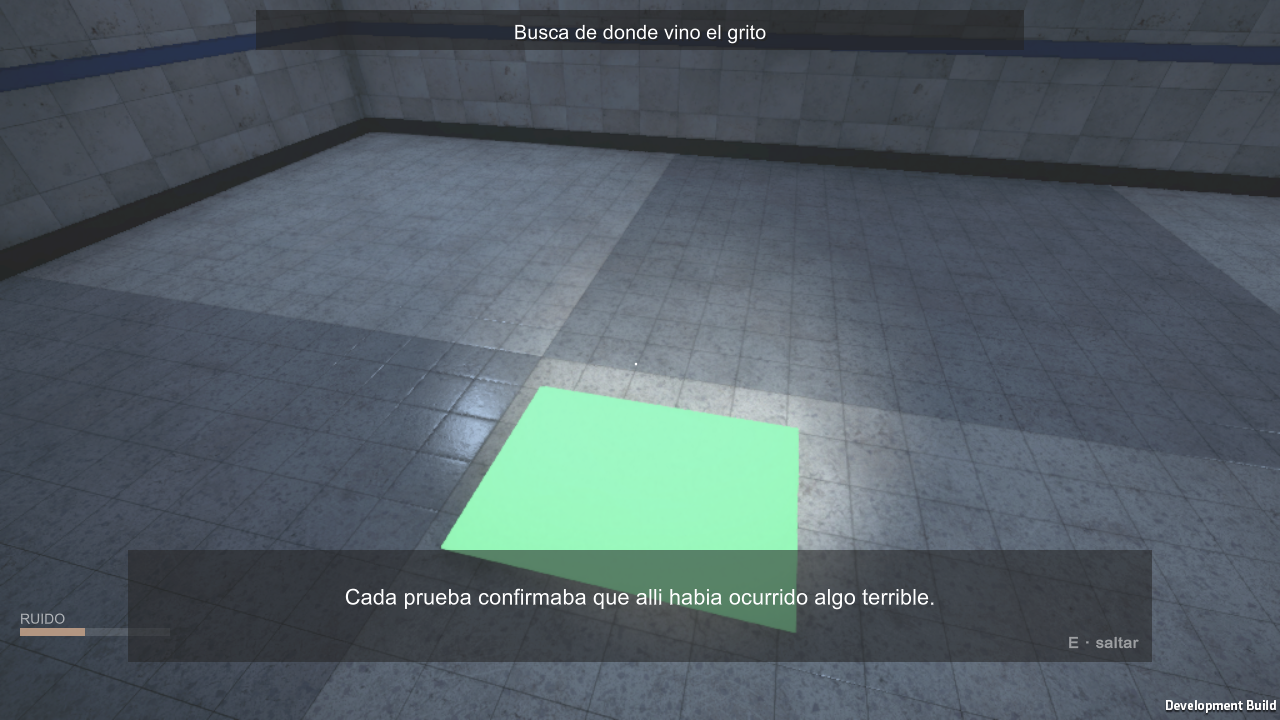 Busca de donde vino el grito
Cada prueba confirmaba que alli habia ocurrido algo terrible.
RUIDO
E · saltar
Development Build